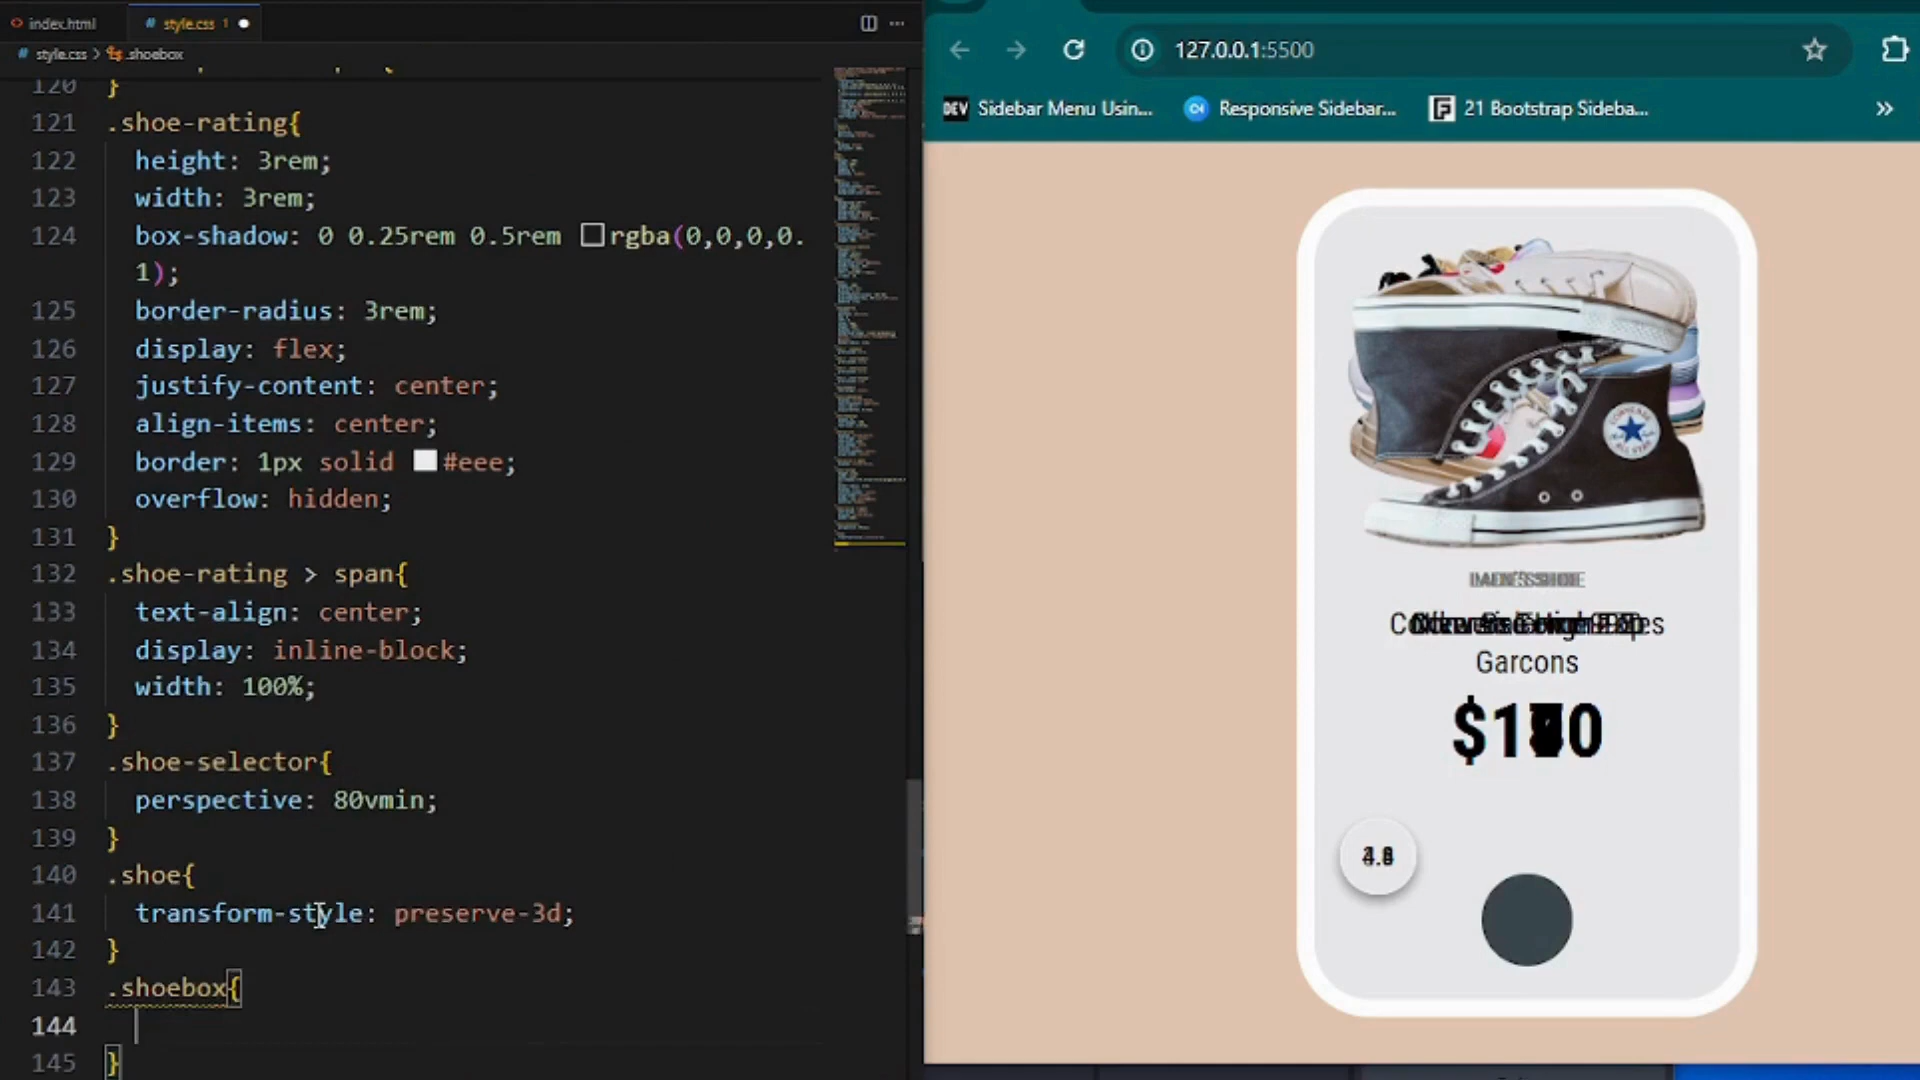 index.html
style.css 1
style.css > .shoebox
120 }
121 .shoe-rating{
122 height: 3rem;
123 width: 3rem;
124 box-shadow: 0 0.25rem 0.5rem rgba(0,0,0,0.
1);
125 border-radius: 3rem;
126 display: flex;
127 justify-content: center;
128 align-items: center;
129 border: 1px solid #eee;
130 overflow: hidden;
131 }
132 .shoe-rating > span{
133 text-align: center;
134 display: inline-block;
135 width: 100%;
136 }
137 .shoe-selector{
138 perspective: 80vmin;
139 }
140 .shoe{
141 transform-style: preserve-3d;
142 }
143 .shoebox{
144
145 }
127.0.0.1:5500
DEV Sidebar Menu Usin...
Responsive Sidebar...
21 Bootstrap Sideba...
Garcons